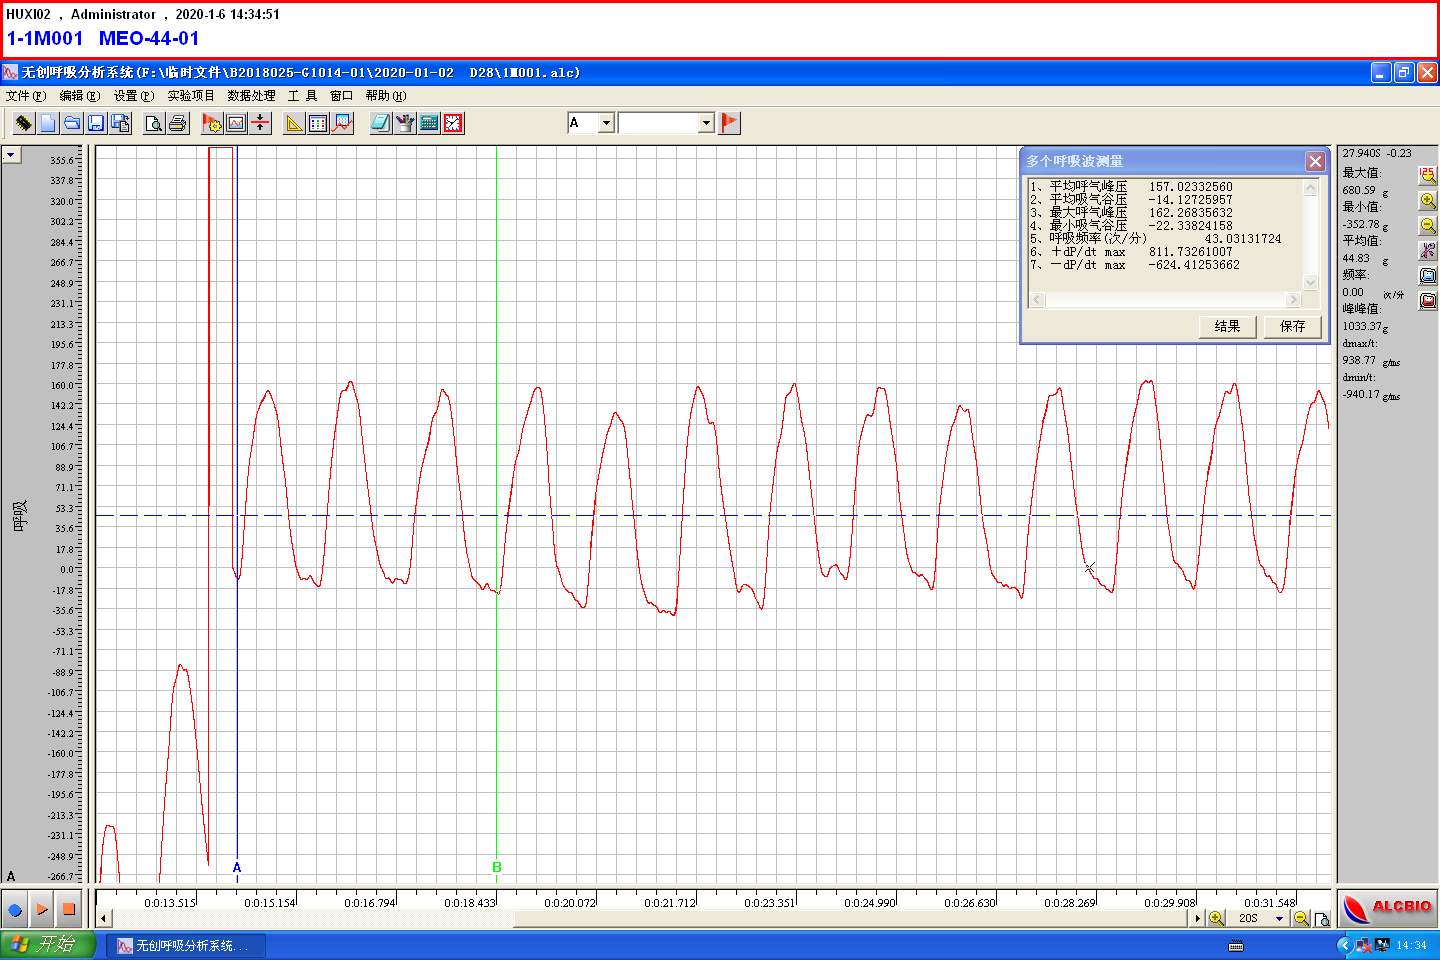 HUXI02 , Administrator , 2020-1-6 14:34:51
1-1M001 MEO-44-01
无创呼吸分析系统(F:\临时文件\B2018025-G1014-01\2020-01-02 D28\1M001.alc)
文件(F) 编辑(E) 设置(P) 实验项目 数据处理 工 具 窗口 帮助(H)
A
355.6
337.8
320.0
302.2
284.4
266.7
248.9
231.1
213.3
195.6
177.8
160.0
142.2
124.4
106.7
88.9
71.1
53.3
35.6
17.8
0.0
-17.8
-35.6
-53.3
-71.1
-88.9
-106.7
-124.4
-142.2
-160.0
-177.8
-195.6
-213.3
-231.1
-248.9
-266.7
呼吸
A
A
B
多个呼吸波测量
1、平均呼气峰压 157.02332560
2、平均吸气谷压 -14.12725957
3、最大呼气峰压 162.26835632
4、最小吸气谷压 -22.33824158
5、呼吸频率(次/分) 43.03131724
6、＋dP/dt max 811.73261007
7、－dP/dt max -624.41253662
结果 保存
27.940S -0.23
最大值:
680.59 g
最小值:
-352.78 g
平均值:
44.83 g
频率:
0.00 次/分
峰峰值:
1033.37g
dmax/t:
938.77 g/ms
dmin/t:
-940.17 g/ms
125
0:0:13.515 0:0:15.154 0:0:16.794 0:0:18.433 0:0:20.072 0:0:21.712 0:0:23.351 0:0:24.990 0:0:26.630 0:0:28.269 0:0:29.908 0:0:31.548
20S
ALCBIO
开始 无创呼吸分析系统... 14:34